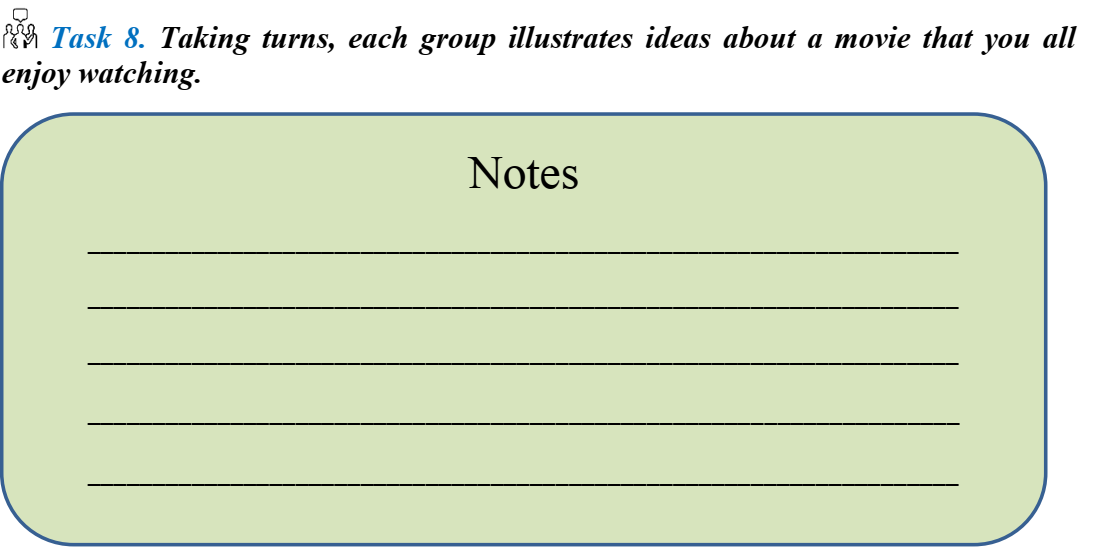 Task 8. Taking turns, each group illustrates ideas about a movie that you all
enjoy watching.
Notes